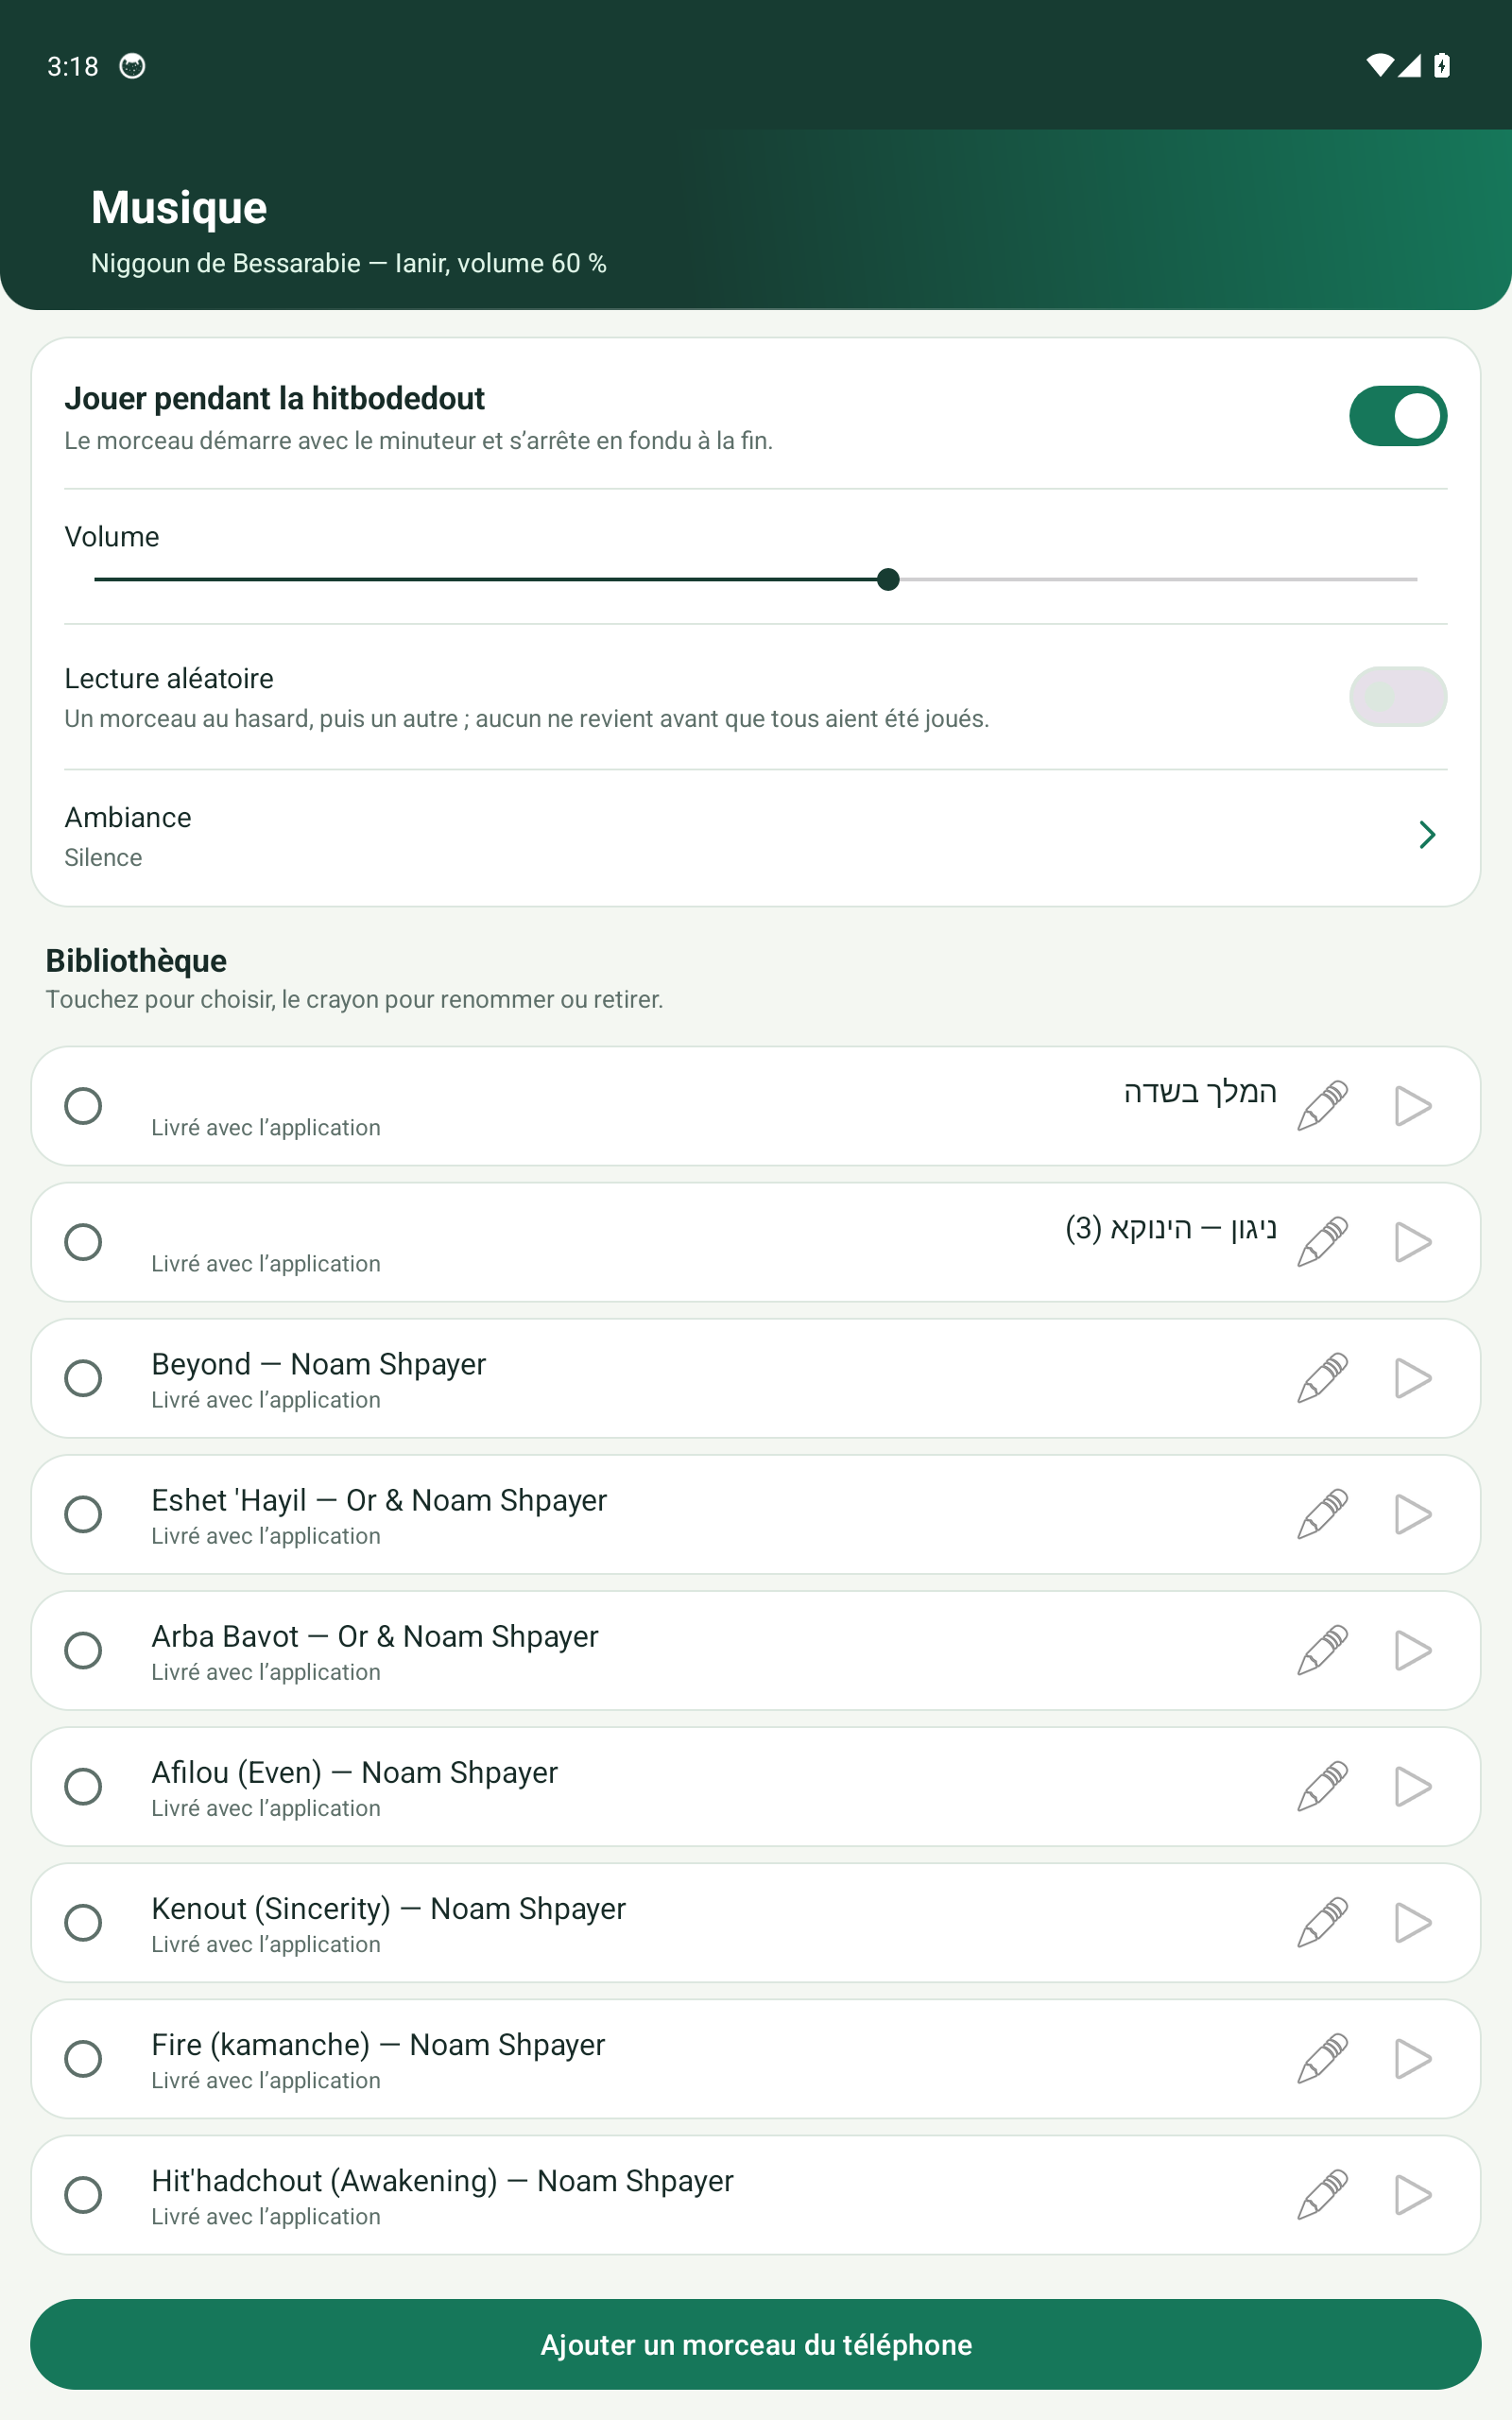 3:18
Musique
Niggoun de Bessarabie — Ianir, volume 60 %
Jouer pendant la hitbodedout
Le morceau démarre avec le minuteur et s’arrête en fondu à la fin.
Volume
Lecture aléatoire
Un morceau au hasard, puis un autre ; aucun ne revient avant que tous aient été joués.
Ambiance
Silence
Bibliothèque
Touchez pour choisir, le crayon pour renommer ou retirer.
המלך בשדה
Livré avec l’application
ניגון — הינוקא (3)
Livré avec l’application
Beyond — Noam Shpayer
Livré avec l’application
Eshet 'Hayil — Or & Noam Shpayer
Livré avec l’application
Arba Bavot — Or & Noam Shpayer
Livré avec l’application
Afilou (Even) — Noam Shpayer
Livré avec l’application
Kenout (Sincerity) — Noam Shpayer
Livré avec l’application
Fire (kamanche) — Noam Shpayer
Livré avec l’application
Hit'hadchout (Awakening) — Noam Shpayer
Livré avec l’application
Ajouter un morceau du téléphone